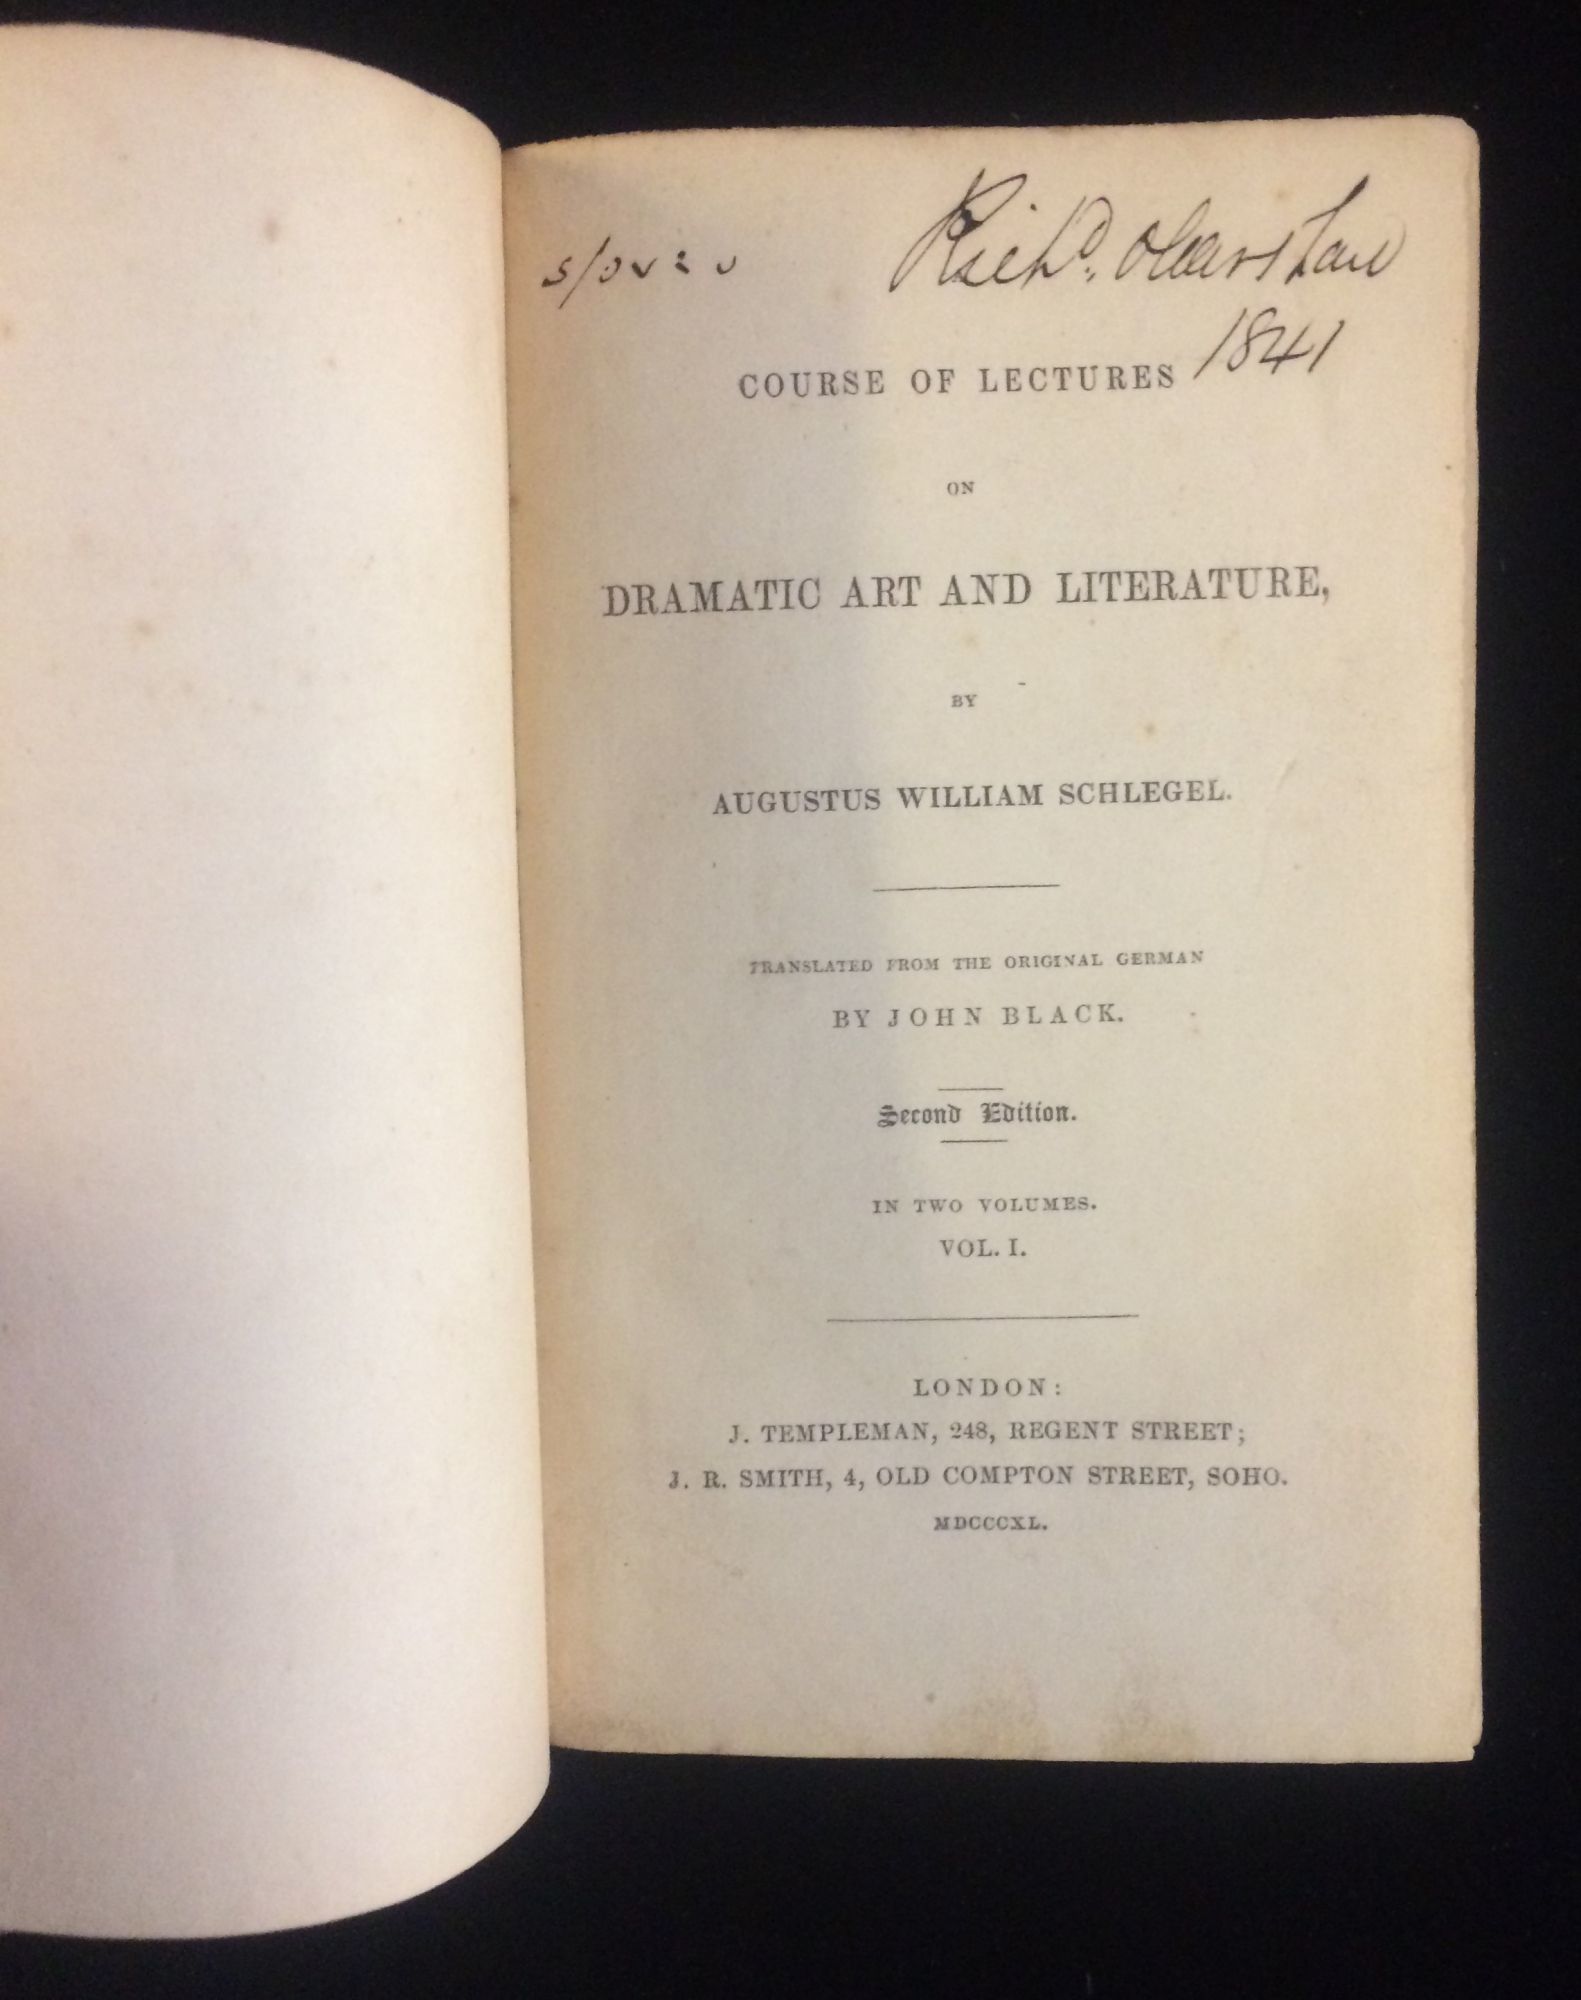 Richd.
1841
COURSE OF LECTURES
ON
DRAMATIC ART AND LITERATURE,
BY
AUGUSTUS WILLIAM SCHLEGEL.
TRANSLATED FROM THE ORIGINAL GERMAN
BY JOHN BLACK.
Second Edition.
IN TWO VOLUMES.
VOL. I.
LONDON:
J. TEMPLEMAN, 248, REGENT STREET;
J. R. SMITH, 4, OLD COMPTON STREET, SOHO.
MDCCCXL.